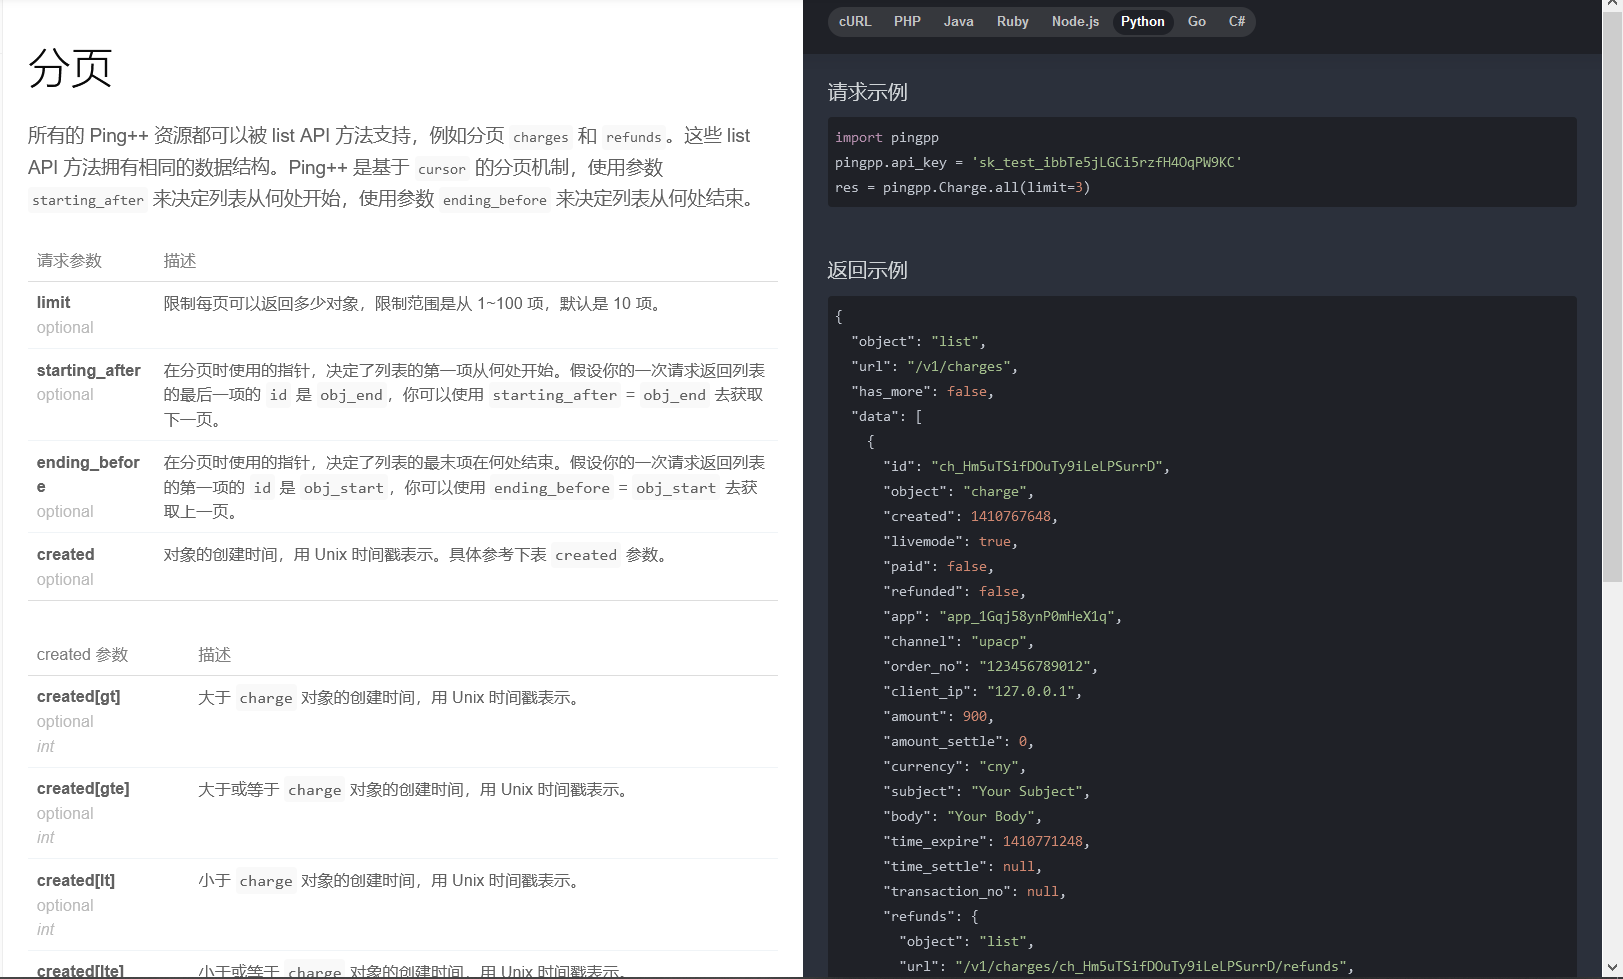 分页
所有的 Ping++ 资源都可以被 list API 方法支持，例如分页 charges 和 refunds。这些 list
API 方法拥有相同的数据结构。Ping++ 是基于 cursor 的分页机制，使用参数
starting_after 来决定列表从何处开始，使用参数 ending_before 来决定列表从何处结束。
请求参数 描述
limit 限制每页可以返回多少对象，限制范围是从 1~100 项，默认是 10 项。
optional
starting_after 在分页时使用的指针，决定了列表的第一项从何处开始。假设你的一次请求返回列表
optional 的最后一项的 id 是 obj_end，你可以使用 starting_after = obj_end 去获取
下一页。
ending_befor 在分页时使用的指针，决定了列表的最末项在何处结束。假设你的一次请求返回列表
e 的第一项的 id 是 obj_start，你可以使用 ending_before = obj_start 去获
optional 取上一页。
created 对象的创建时间，用 Unix 时间戳表示。具体参考下表 created 参数。
optional
created 参数 描述
created[gt] 大于 charge 对象的创建时间，用 Unix 时间戳表示。
optional
int
created[gte] 大于或等于 charge 对象的创建时间，用 Unix 时间戳表示。
optional
int
created[lt] 小于 charge 对象的创建时间，用 Unix 时间戳表示。
optional
int
created[lte] 小于或等于 charge 对象的创建时间，用 Unix 时间戳表示。
cURL PHP Java Ruby Node.js Python Go C#
请求示例
import pingpp
pingpp.api_key = 'sk_test_ibbTe5jLGCi5rzfH4OqPW9KC'
res = pingpp.Charge.all(limit=3)
返回示例
{
"object": "list",
"url": "/v1/charges",
"has_more": false,
"data": [
{
"id": "ch_Hm5uTSifDOuTy9iLeLPSurrD",
"object": "charge",
"created": 1410767648,
"livemode": true,
"paid": false,
"refunded": false,
"app": "app_1Gqj58ynP0mHeX1q",
"channel": "upacp",
"order_no": "123456789012",
"client_ip": "127.0.0.1",
"amount": 900,
"amount_settle": 0,
"currency": "cny",
"subject": "Your Subject",
"body": "Your Body",
"time_expire": 1410771248,
"time_settle": null,
"transaction_no": null,
"refunds": {
"object": "list",
"url": "/v1/charges/ch_Hm5uTSifDOuTy9iLeLPSurrD/refunds",